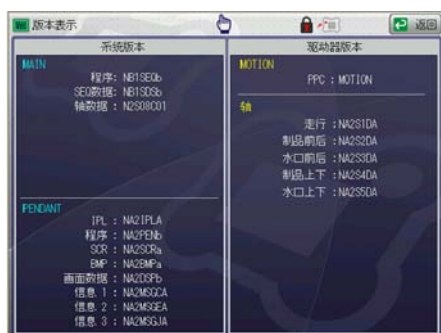 版本表示
返回
系统版本
MAIN
程序: NB1SEQb
SEQ数据: NB1SDSb
轴数据 : N2S08C01
PENDANT
IPL : NA2IPLA
程序 : NA2PENb
SCR : NA2SCRa
BMP : NA2BMPa
画面数据 : NA2DSPb
信息 1 : NA2MSGCA
信息 2 : NA2MSGEA
信息 3 : NA2MSGJA
驱动器版本
MOTION
PPC : MOTION
轴
走行 : NA2S1DA
制品前后 : NA2S2DA
水口前后 : NA2S3DA
制品上下 : NA2S4DA
水口上下 : NA2S5DA